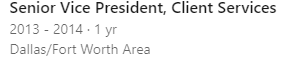 Senior Vice President, Client Services
2013 - 2014 · 1 yr
Dallas/Fort Worth Area